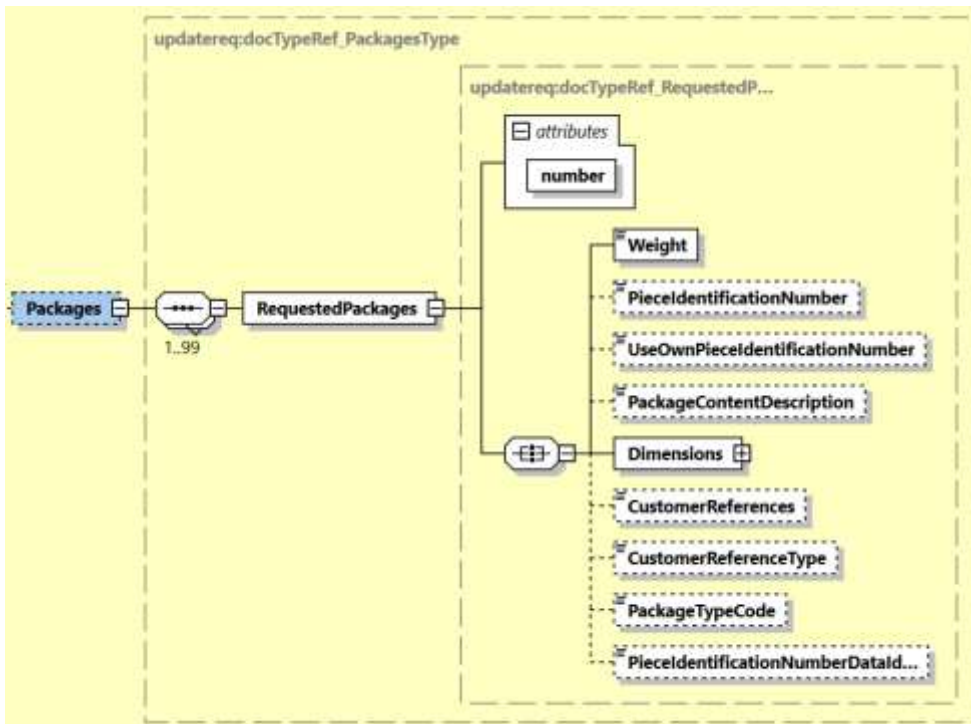 updatereq:docTypeRef_PackagesType
updatereq:docTypeRef_RequestedP...
attributes
number
Weight
PieceIdentificationNumber
UseOwnPieceIdentificationNumber
PackageContentDescription
Packages
1..99
RequestedPackages
Dimensions
CustomerReferences
CustomerReferenceType
PackageTypeCode
PieceIdentificationNumberDataId...